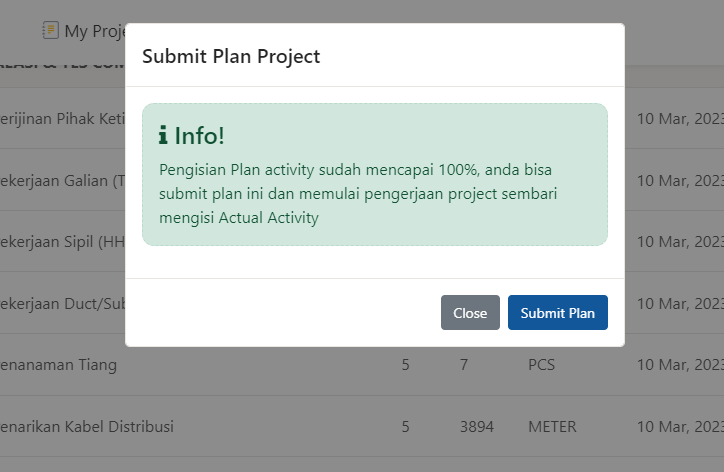 My Proje
Submit Plan Project
Info!
Pengisian Plan activity sudah mencapai 100%, anda bisa
submit plan ini dan memulai pengerjaan project sembari
mengisi Actual Activity
Close Submit Plan
erijinan Pihak Keti 10 Mar, 2023
ekerjaan Galian (T 10 Mar, 2023
ekerjaan Sipil (HH 10 Mar, 2023
ekerjaan Duct/Sub 10 Mar, 2023
enanaman Tiang 5 7 PCS 10 Mar, 2023
enarikan Kabel Distribusi 5 3894 METER 10 Mar, 2023